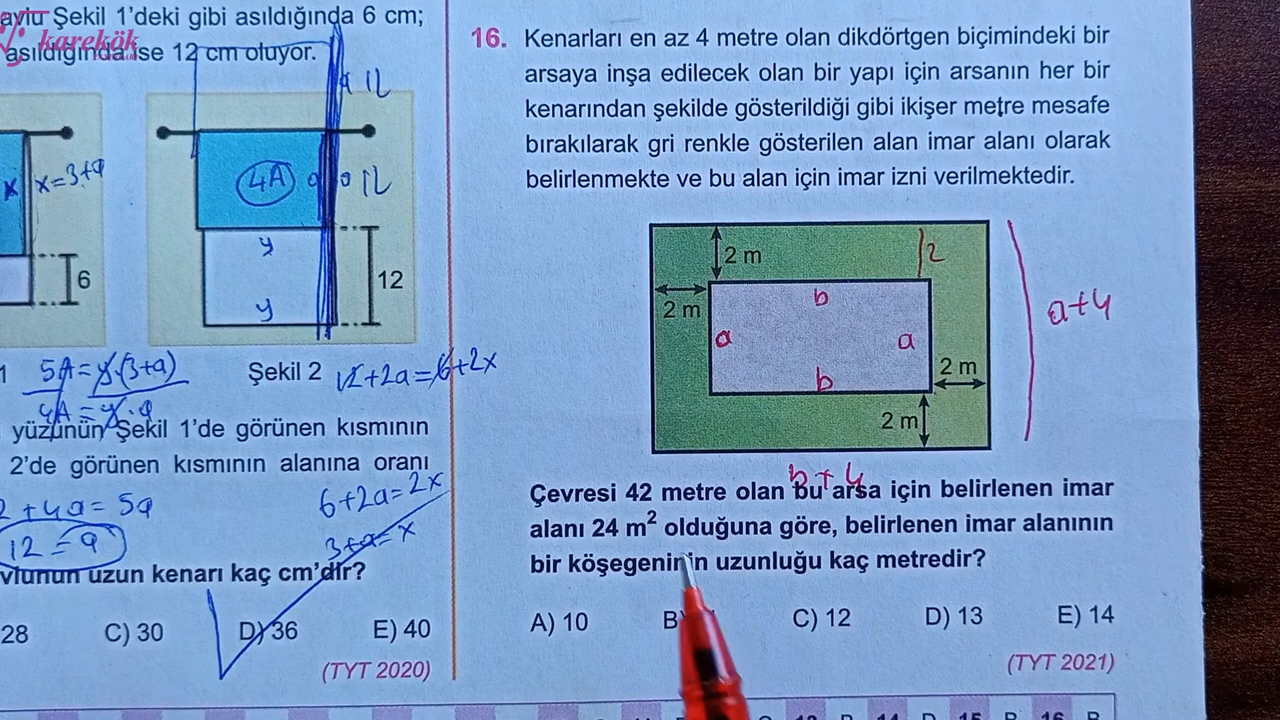 aylu Şekil 1'deki gibi asıldığında 6 cm;
karekök
asıldığında ise 12 cm oluyor.
12
x x=3+a
4A a 12
y
y
6
12
1
Şekil 2
5A=y.(3+a)
4A=y.a
12+2a=6+2x
yüzünün Şekil 1'de görünen kısmının
2'de görünen kısmının alanına oranı
12+4a=5a
6+2a=2x
12=a
3+a=x
vlunun uzun kenarı kaç cm'dir?
28 C) 30 D) 36 E) 40
(TYT 2020)
16. Kenarları en az 4 metre olan dikdörtgen biçimindeki bir
arsaya inşa edilecek olan bir yapı için arsanın her bir
kenarından şekilde gösterildiği gibi ikişer metre mesafe
bırakılarak gri renkle gösterilen alan imar alanı olarak
belirlenmekte ve bu alan için imar izni verilmektedir.
2 m 2
2 m b
a a a+4
b 2 m
2 m
b+4
Çevresi 42 metre olan bu arsa için belirlenen imar
alanı 24 m² olduğuna göre, belirlenen imar alanının
bir köşegeninin uzunluğu kaç metredir?
A) 10 B) C) 12 D) 13 E) 14
(TYT 2021)